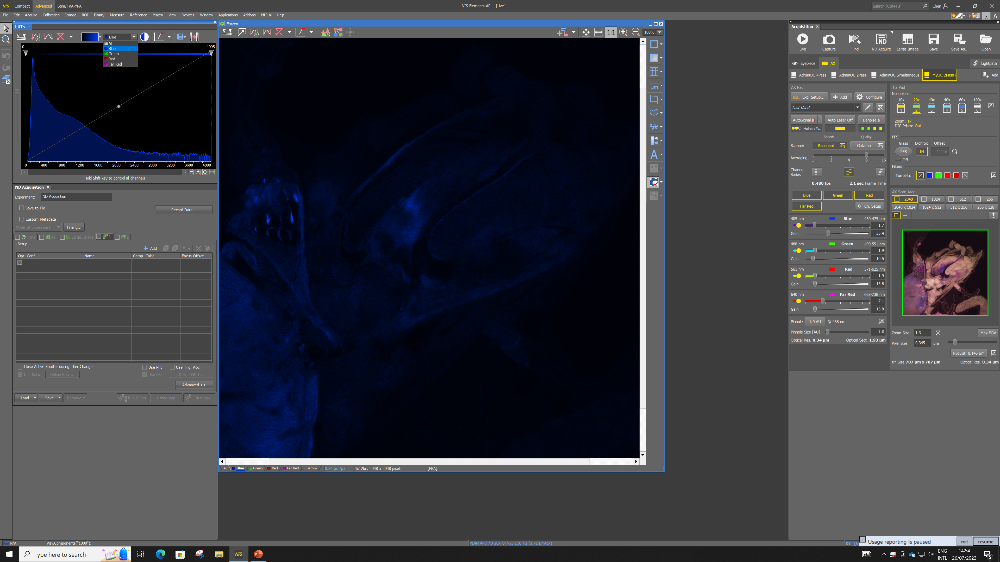 NIS Compact Advanced Stim/FRAP/PA NIS-Elements AR - [Live] Search [Ctrl+F3] Chen
File Edit Acquire Calibration Image ROI Binary Measure Reference Macro View Devices Window Applications Addons NIS.ai Help
LUTs
Blue
All
Blue
Green
Red
Far Red
0 4095
0 400 800 1200 1600 2000 2400 2800 3200 3600 4000
Hold Shift key to control all channels
ND Acquisition
Experiment: ND Acquisition
Save to File
Record Data...
Custom Metadata
Order of Experiment Timing...
Time XY Large Image λ Z
Setup
Add
Opt. Conf. Name Comp. Color Focus Offset
Close Active Shutter during Filter Change Use PFS Use Trig. Acq.
Use Ratio Define Ratio... Use FRET Define FRET...
Advanced >>
Load Save Remove Run Z Corr 1 time loop Run now
Frozen
1:1 100%
µm
A
All Blue Green Red Far Red Custom 0.34 µm/px 4x12bit: 2048 x 2048 pixels [N/A]
Acquisition
Live Capture Find ND Acquire Large Image Save Save As... Open
Eyepiece AX Lightpath
AdminOC 4Pass AdminOC 2Pass AdminOC Simultaneous MyOC 2Pass! Add
AX Pad
Exp. Setup... Add Configure
Last Used
AutoSignal.ai ... Auto Laser Off Denoise.a
Medium / To...
Speed: Quality:
Scanner Resonant Galvano
Averaging 1 2 4 8 16
Channel Series
0.480 fps 2.1 sec Frame Time
Blue Green Red
Far Red Ch. Setup
405 nm Blue 430-475 nm
1.7
Gain 35.4
488 nm Green 499-551 nm
1.9
Gain 10.5
561 nm Red 571-625 nm
1.9
Gain 13.8
640 nm Far Red 663-738 nm
7.1
Gain 13.8
Pinhole 1.0 AU @ 488 nm
Pinhole Size [AU] 1.0
Optical Res. 0.34 µm Optical Sect. 1.93 µm
Ti2 Pad
Nosepiece
10x 20x 40x 40x 60x 100x
1 2 3 4 5 6
Zoom: 1x
DIC Prism: Out
PFS
Glass Dichroic Offset
PFS IN 11116
Off
Filters
Turret-Lo
AX Scan Area
2048 1024 512 256
2048 x 1024 1024 x 512 512 x 256 256 x 128
Zoom Size: 1.3 Max FOV
Pixel Size: 0.345 µm
Nyquist: 0.146 µm
XY Size 707 µm x 707 µm Optical Res. 0.34 µm
N/A ViewComponents("1000"); PLAN APO λD 20x OFN25 DIC N2 (1.72 µm/px) XY=[6
Usage reporting Is paused exit resume
Type here to search
NIS
ENG
INTL
14:54
26/07/2023
5